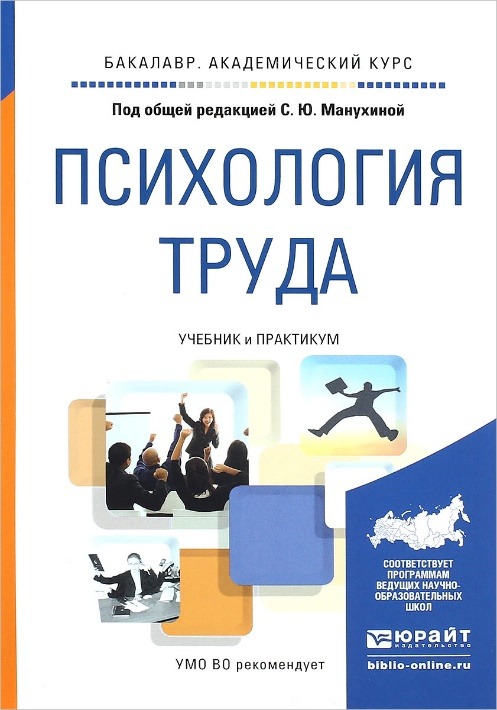 БАКАЛАВР. АКАДЕМИЧЕСКИЙ КУРС
Под общей редакцией С. Ю. Манухиной
ПСИХОЛОГИЯ
ТРУДА
УЧЕБНИК и ПРАКТИКУМ
СООТВЕТСТВУЕТ
ПРОГРАММАМ
ВЕДУЩИХ НАУЧНО-
ОБРАЗОВАТЕЛЬНЫХ
ШКОЛ
ЮРАЙТ
издательство
biblio-online.ru
УМО ВО рекомендует